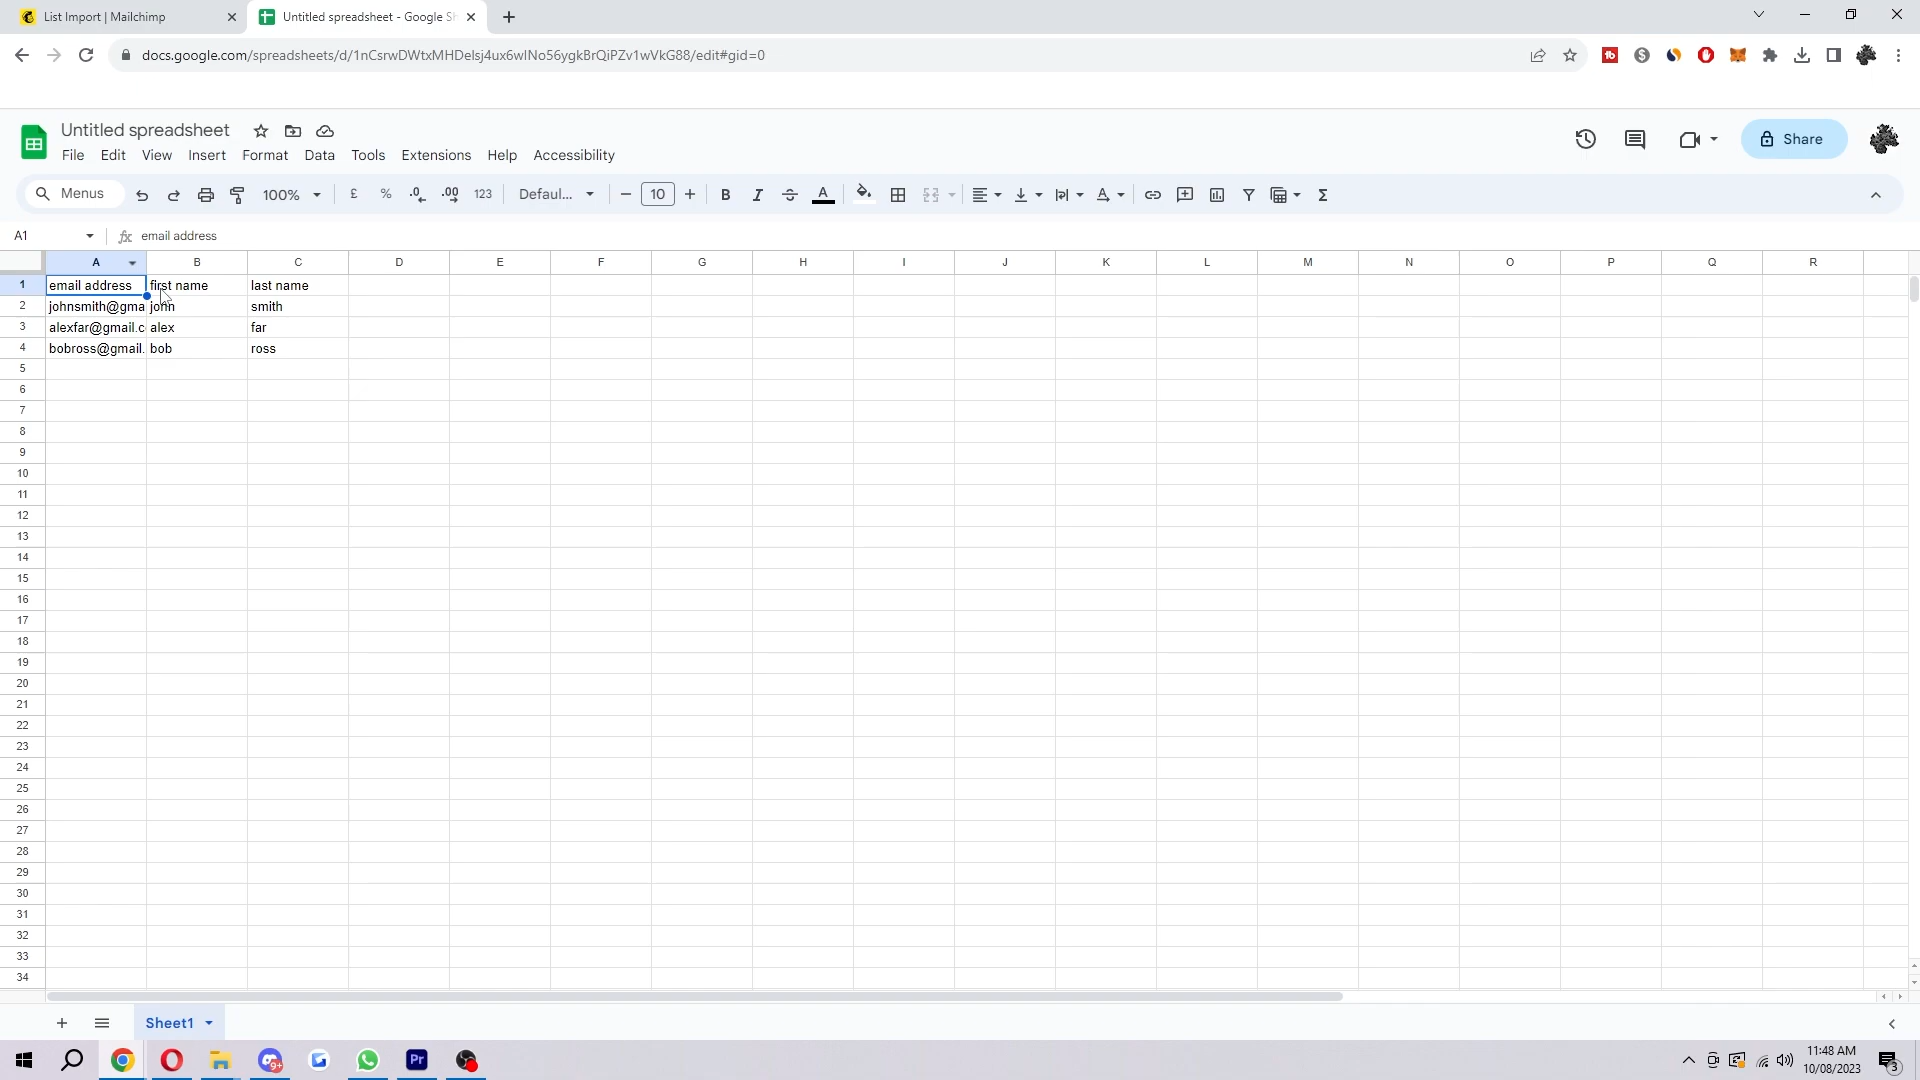 List Import | Mailchimp
Untitled spreadsheet - Google Sh
docs.google.com/spreadsheets/d/1nCsrwDWtxMHDelsj4ux6wlNo56ygkBrQiPZv1wVkG88/edit#gid=0
Untitled spreadsheet
File Edit View Insert Format Data Tools Extensions Help Accessibility
Share
Menus 100% £ % .0 .00 123 Defaul... 10 B I A Σ
A1 fx email address
A B C D E F G H I J K L M N O P Q R
1 email address first name last name
2 johnsmith@gma john smith
3 alexfar@gmail.c alex far
4 bobross@gmail. bob ross
5
6
7
8
9
10
11
12
13
14
15
16
17
18
19
20
21
22
23
24
25
26
27
28
29
30
31
32
33
34
Sheet1
9+
Pr
11:48 AM
10/08/2023
3